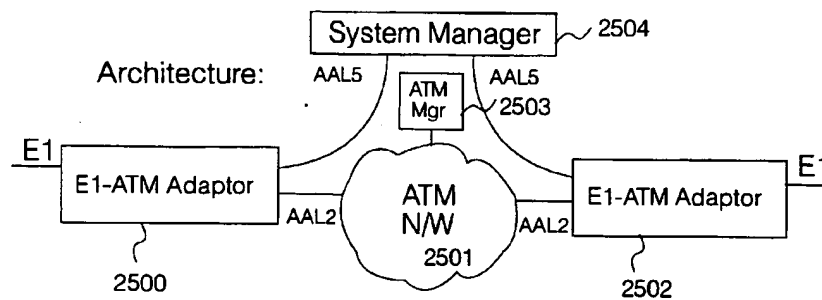 System Manager
2504
Architecture:
AAL5
AAL5
ATM
Mgr
2503
E1
E1-ATM Adaptor
AAL2
ATM
N/W
2501
AAL2
E1-ATM Adaptor
E1
2500
2502